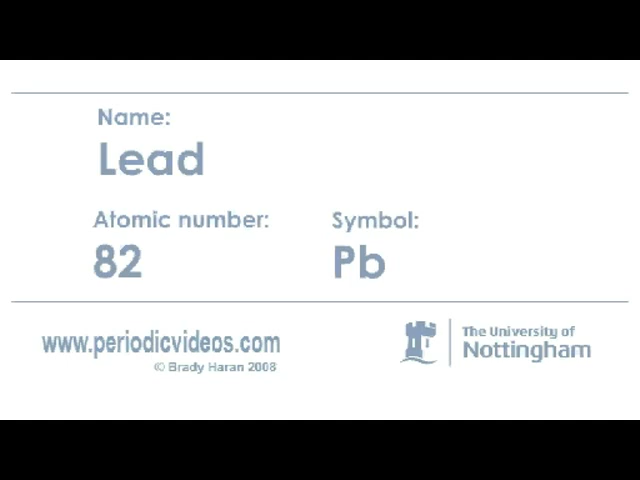 Name:
Lead
Atomic number: Symbol:
82 Pb
www.periodicvideos.com
© Brady Haran 2008
The University of
Nottingham